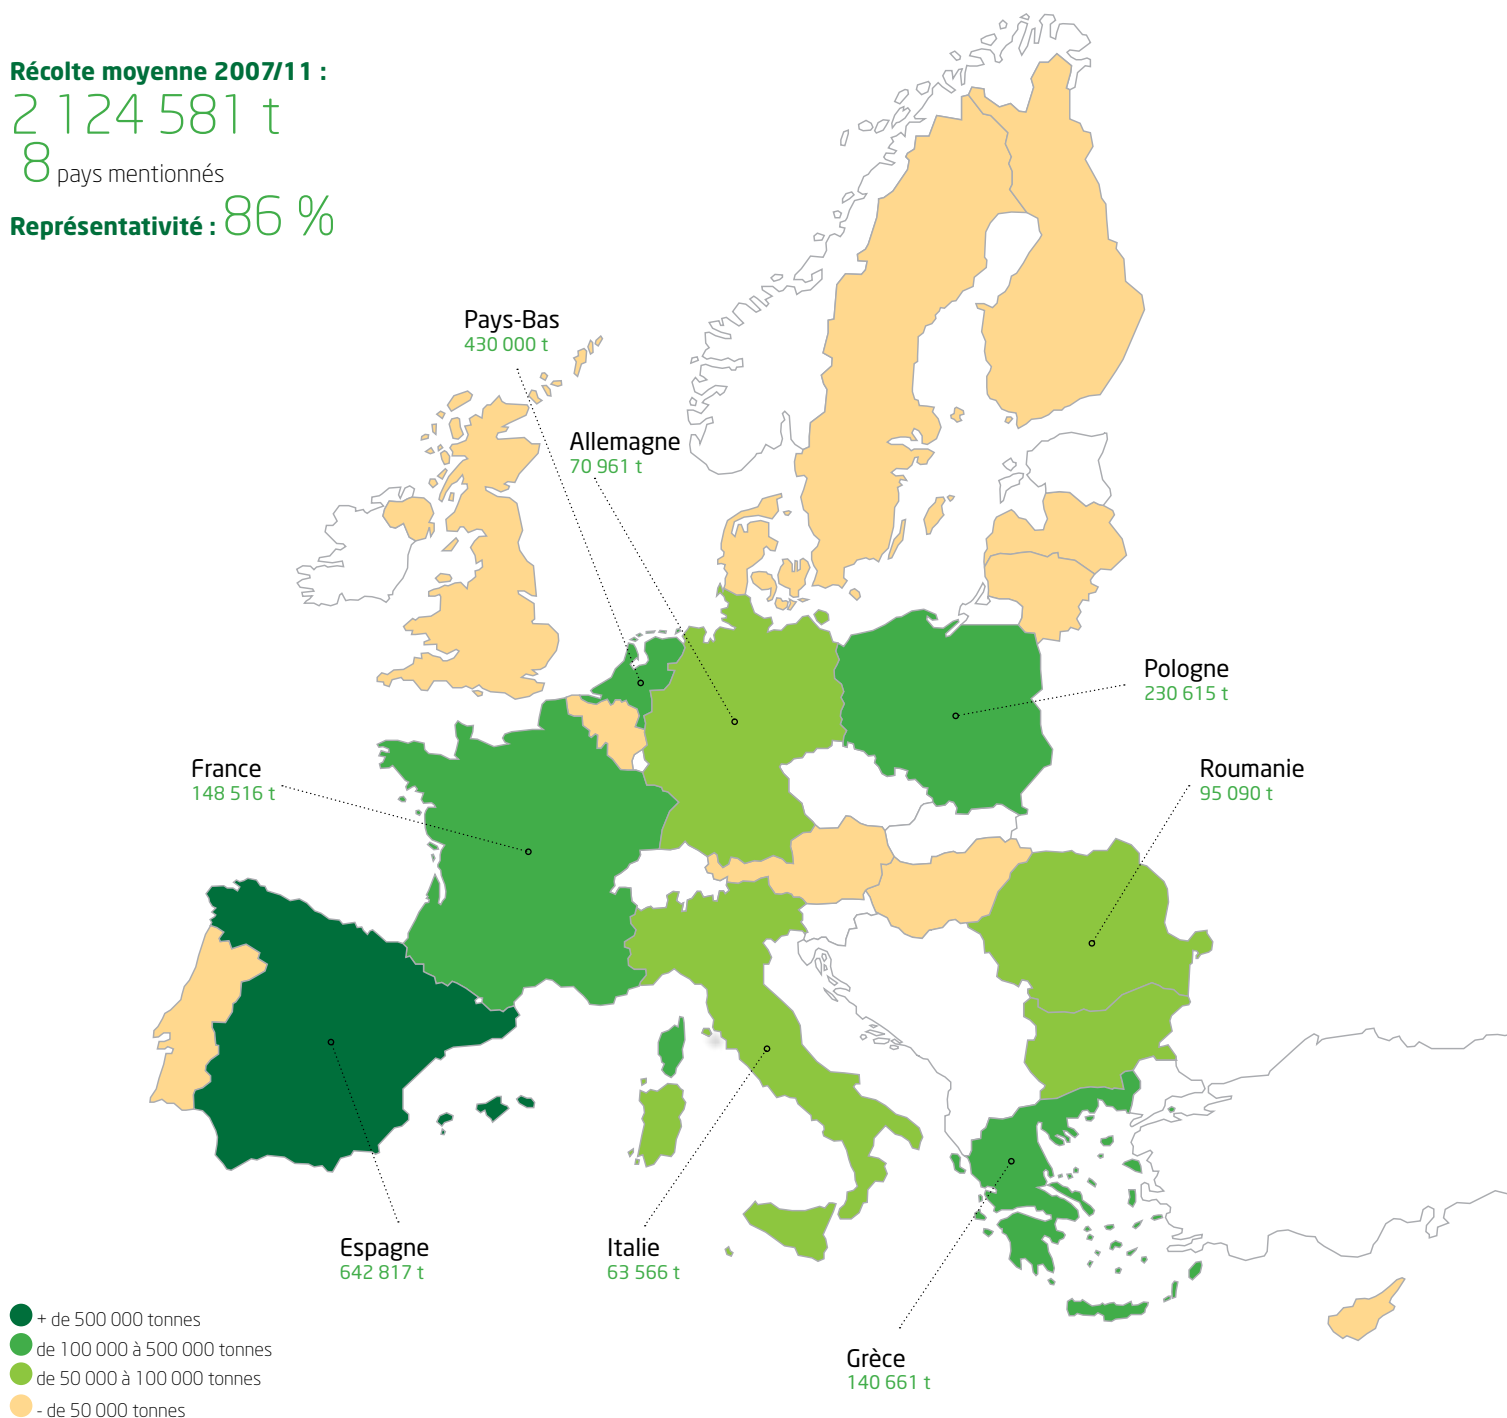 Récolte moyenne 2007/11 :
2 124 581 t
8 pays mentionnés
Représentativité : 86 %
Pays-Bas
430 000 t
Allemagne
70 961 t
Pologne
230 615 t
France
148 516 t
Roumanie
95 090 t
Espagne
642 817 t
Italie
63 566 t
Grèce
140 661 t
+ de 500 000 tonnes
de 100 000 à 500 000 tonnes
de 50 000 à 100 000 tonnes
- de 50 000 tonnes